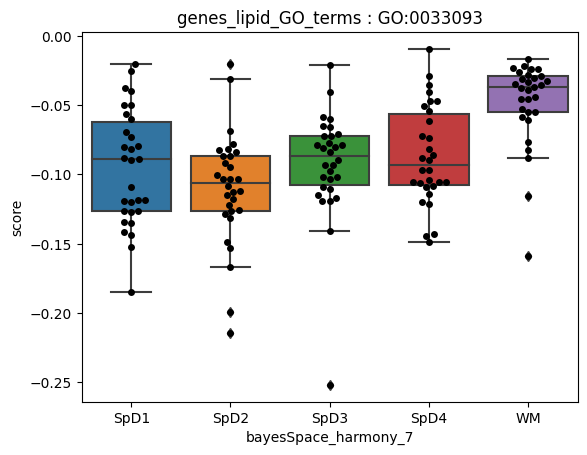 genes_lipid_GO_terms : GO:0033093
0.00
−0.05
−0.10
−0.15
−0.20
−0.25
score
SpD1 SpD2 SpD3 SpD4 WM
bayesSpace_harmony_7